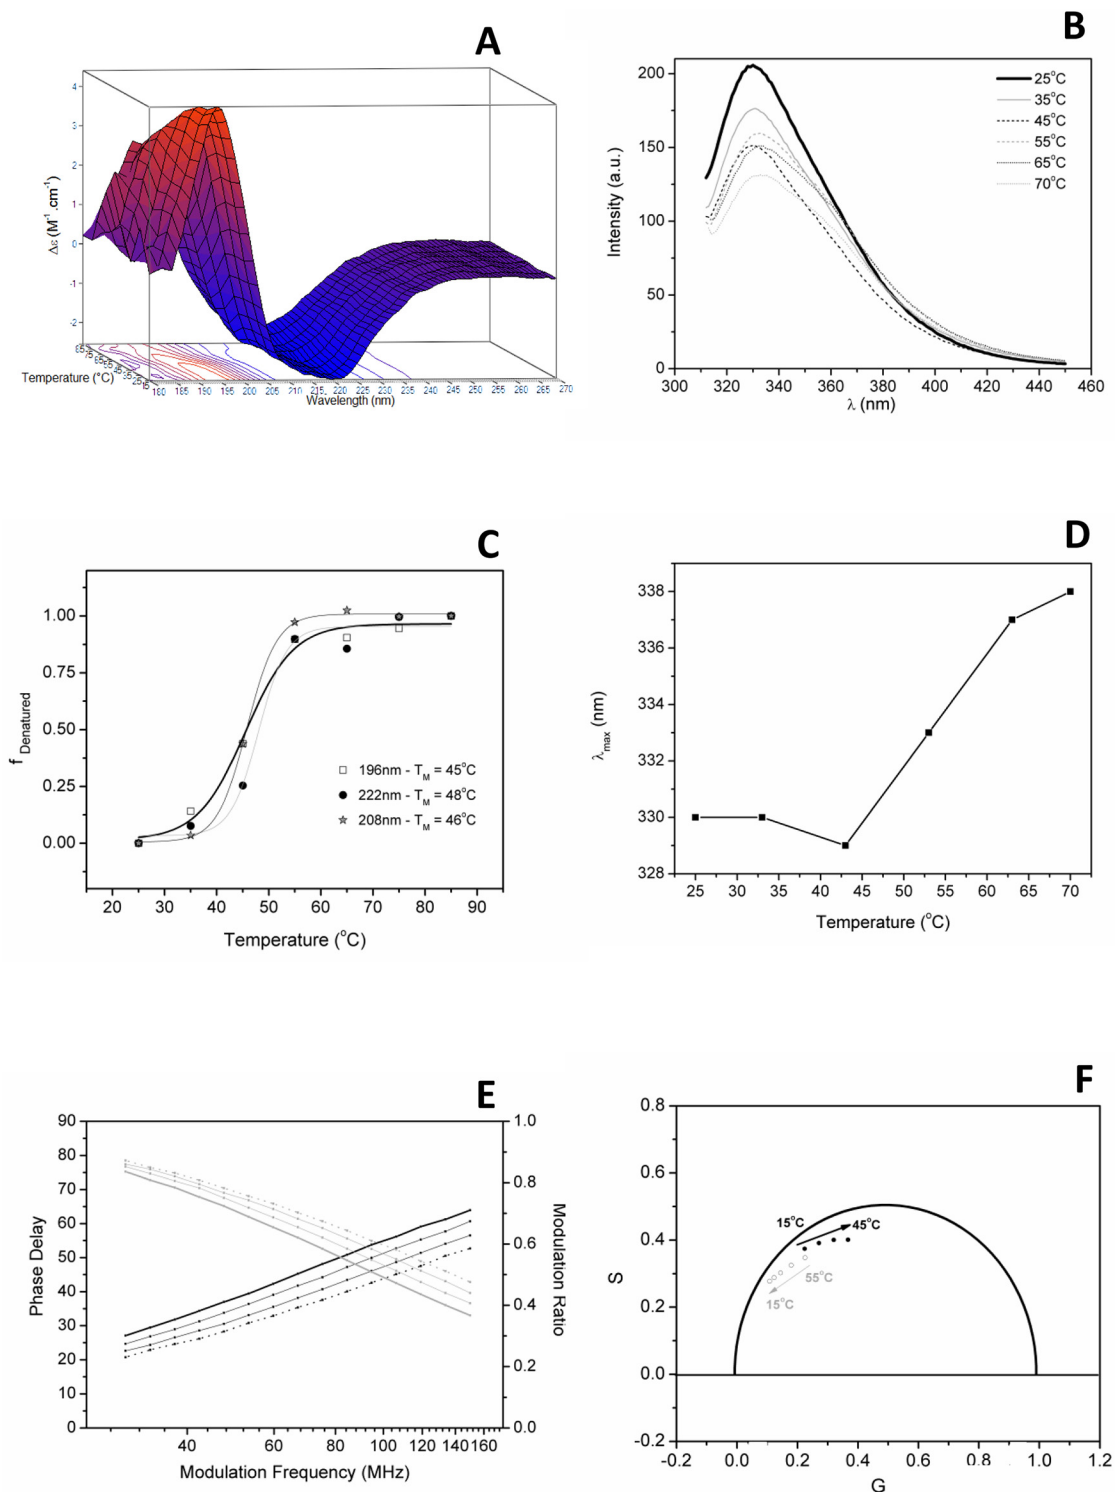 A
4
3
2
1
0
-1
-2
Δε (M⁻¹.cm⁻¹)
Temperature (°C)
180 185 190 195 200 205 210 215 220 225 230 235 240 245 250 255 260 265 270
Wavelength (nm)
B
200
150
100
50
0
Intensity (a.u.)
25°C
35°C
45°C
55°C
65°C
70°C
300 320 340 360 380 400 420 440 460
λ (nm)
C
1.00
0.75
0.50
0.25
0.00
f Denatured
196nm - T_M = 45°C
222nm - T_M = 48°C
208nm - T_M = 46°C
20 30 40 50 60 70 80 90
Temperature (°C)
D
338
336
334
332
330
328
λmax (nm)
25 30 35 40 45 50 55 60 65 70
Temperature (°C)
E
90
80
70
60
50
40
30
20
10
0
Phase Delay
1.0
0.8
0.6
0.4
0.2
0.0
Modulation Ratio
40 60 80 100 120 140 160
Modulation Frequency (MHz)
F
0.8
0.6
0.4
0.2
0.0
-0.2
S
15°C 45°C
55°C
15°C
-0.2 0.0 0.2 0.4 0.6 0.8 1.0 1.2
G